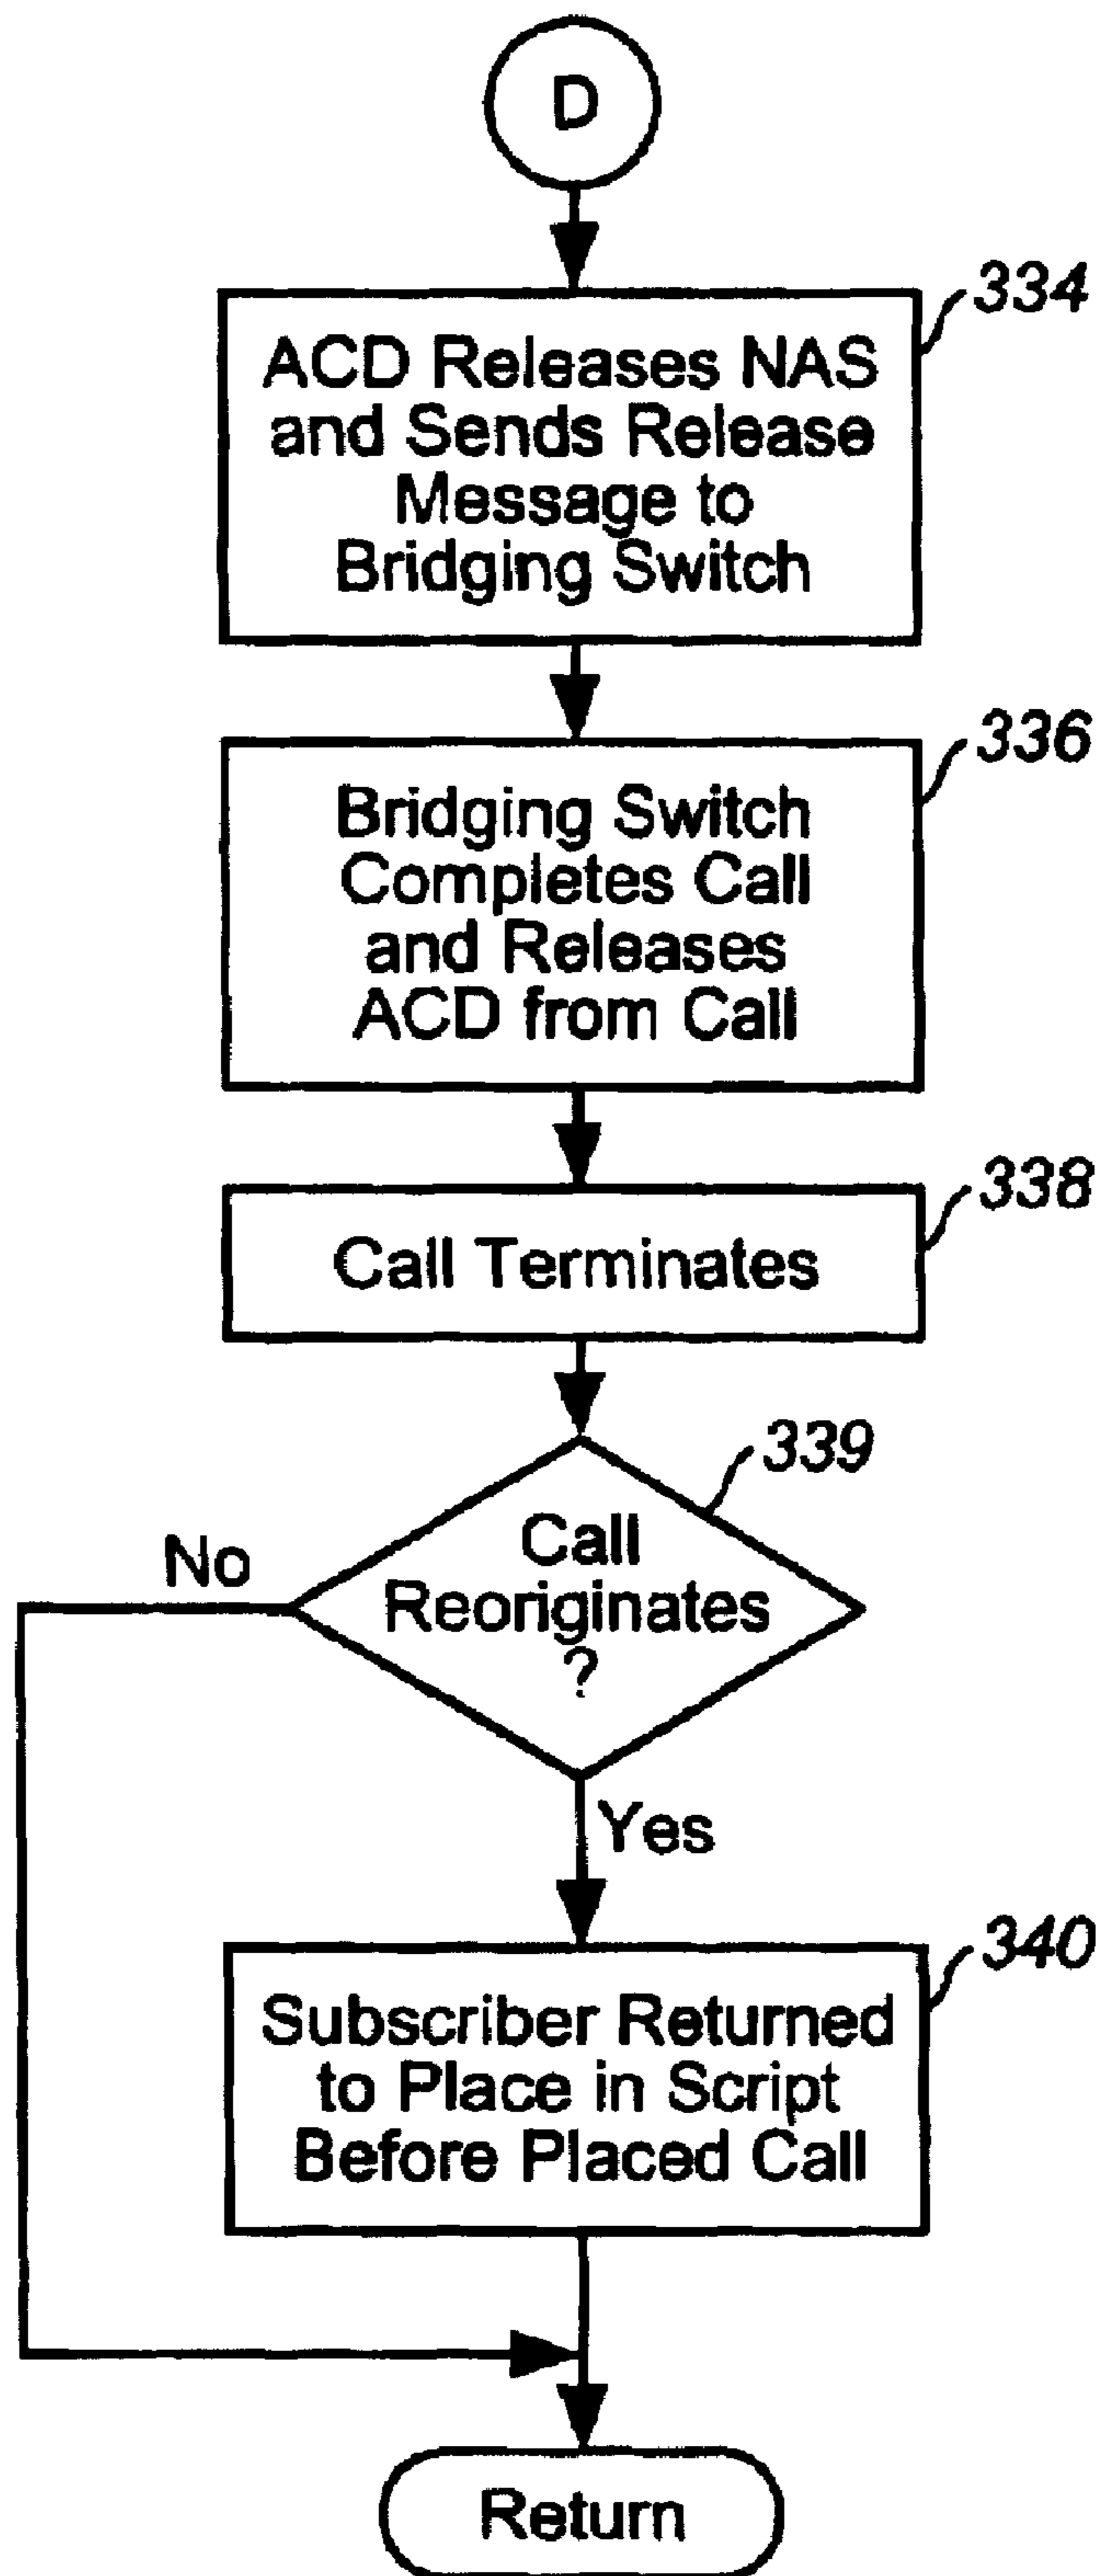 D
334
ACD Releases NAS
and Sends Release
Message to
Bridging Switch
336
Bridging Switch
Completes Call
and Releases
ACD from Call
338
Call Terminates
339
No
Call
Reoriginates
?
Yes
340
Subscriber Returned
to Place in Script
Before Placed Call
Return